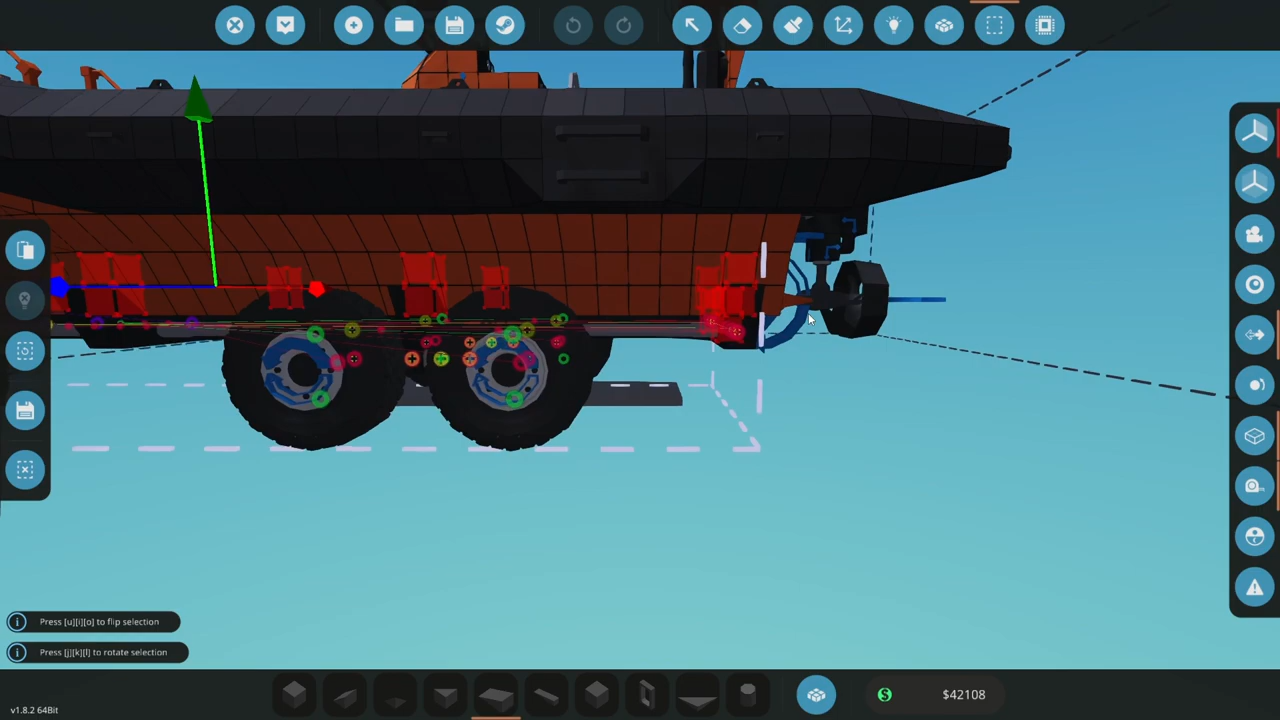 Press [u][i][o] to flip selection
Press [j][k][l] to rotate selection
v1.8.2 64Bit
$ $42108